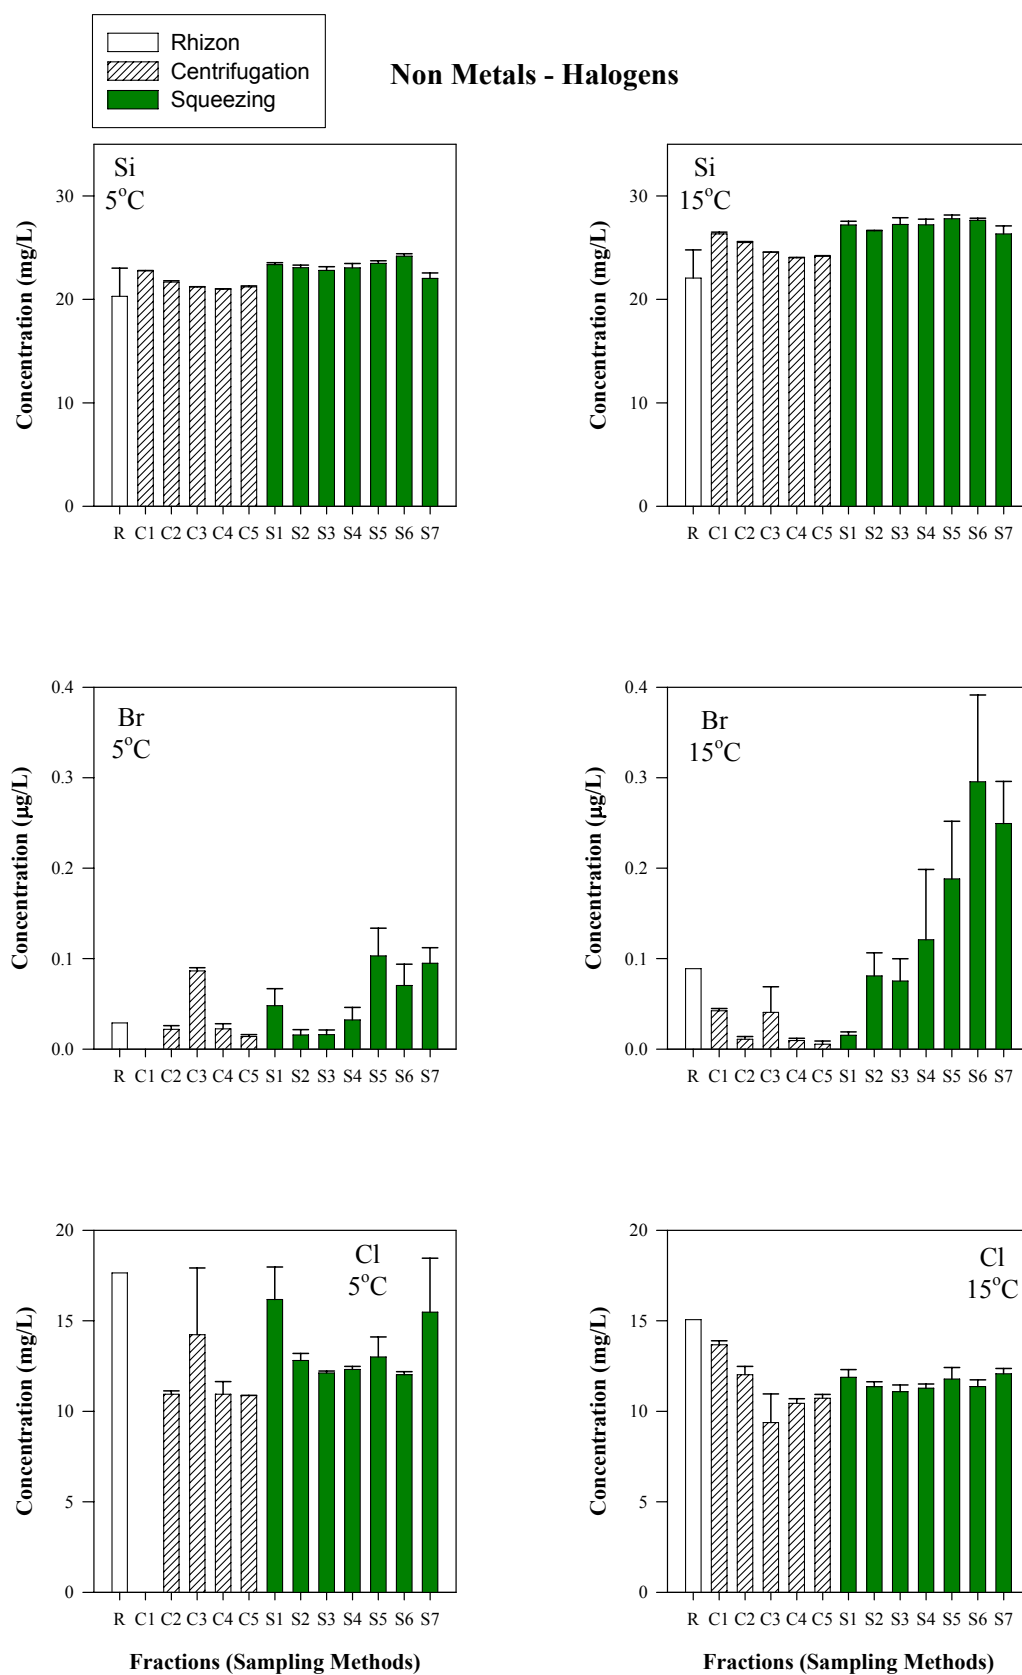 Rhizon
Centrifugation
Squeezing
Non Metals - Halogens
Si
5°C
Concentration (mg/L)
30
20
10
0
R C1 C2 C3 C4 C5 S1 S2 S3 S4 S5 S6 S7
Si
15°C
Concentration (mg/L)
30
20
10
0
R C1 C2 C3 C4 C5 S1 S2 S3 S4 S5 S6 S7
Br
5°C
Concentration (µg/L)
0.4
0.3
0.2
0.1
0.0
R C1 C2 C3 C4 C5 S1 S2 S3 S4 S5 S6 S7
Br
15°C
Concentration (µg/L)
0.4
0.3
0.2
0.1
0.0
R C1 C2 C3 C4 C5 S1 S2 S3 S4 S5 S6 S7
Cl
5°C
Concentration (mg/L)
20
15
10
5
0
R C1 C2 C3 C4 C5 S1 S2 S3 S4 S5 S6 S7
Fractions (Sampling Methods)
Cl
15°C
Concentration (mg/L)
20
15
10
5
0
R C1 C2 C3 C4 C5 S1 S2 S3 S4 S5 S6 S7
Fractions (Sampling Methods)